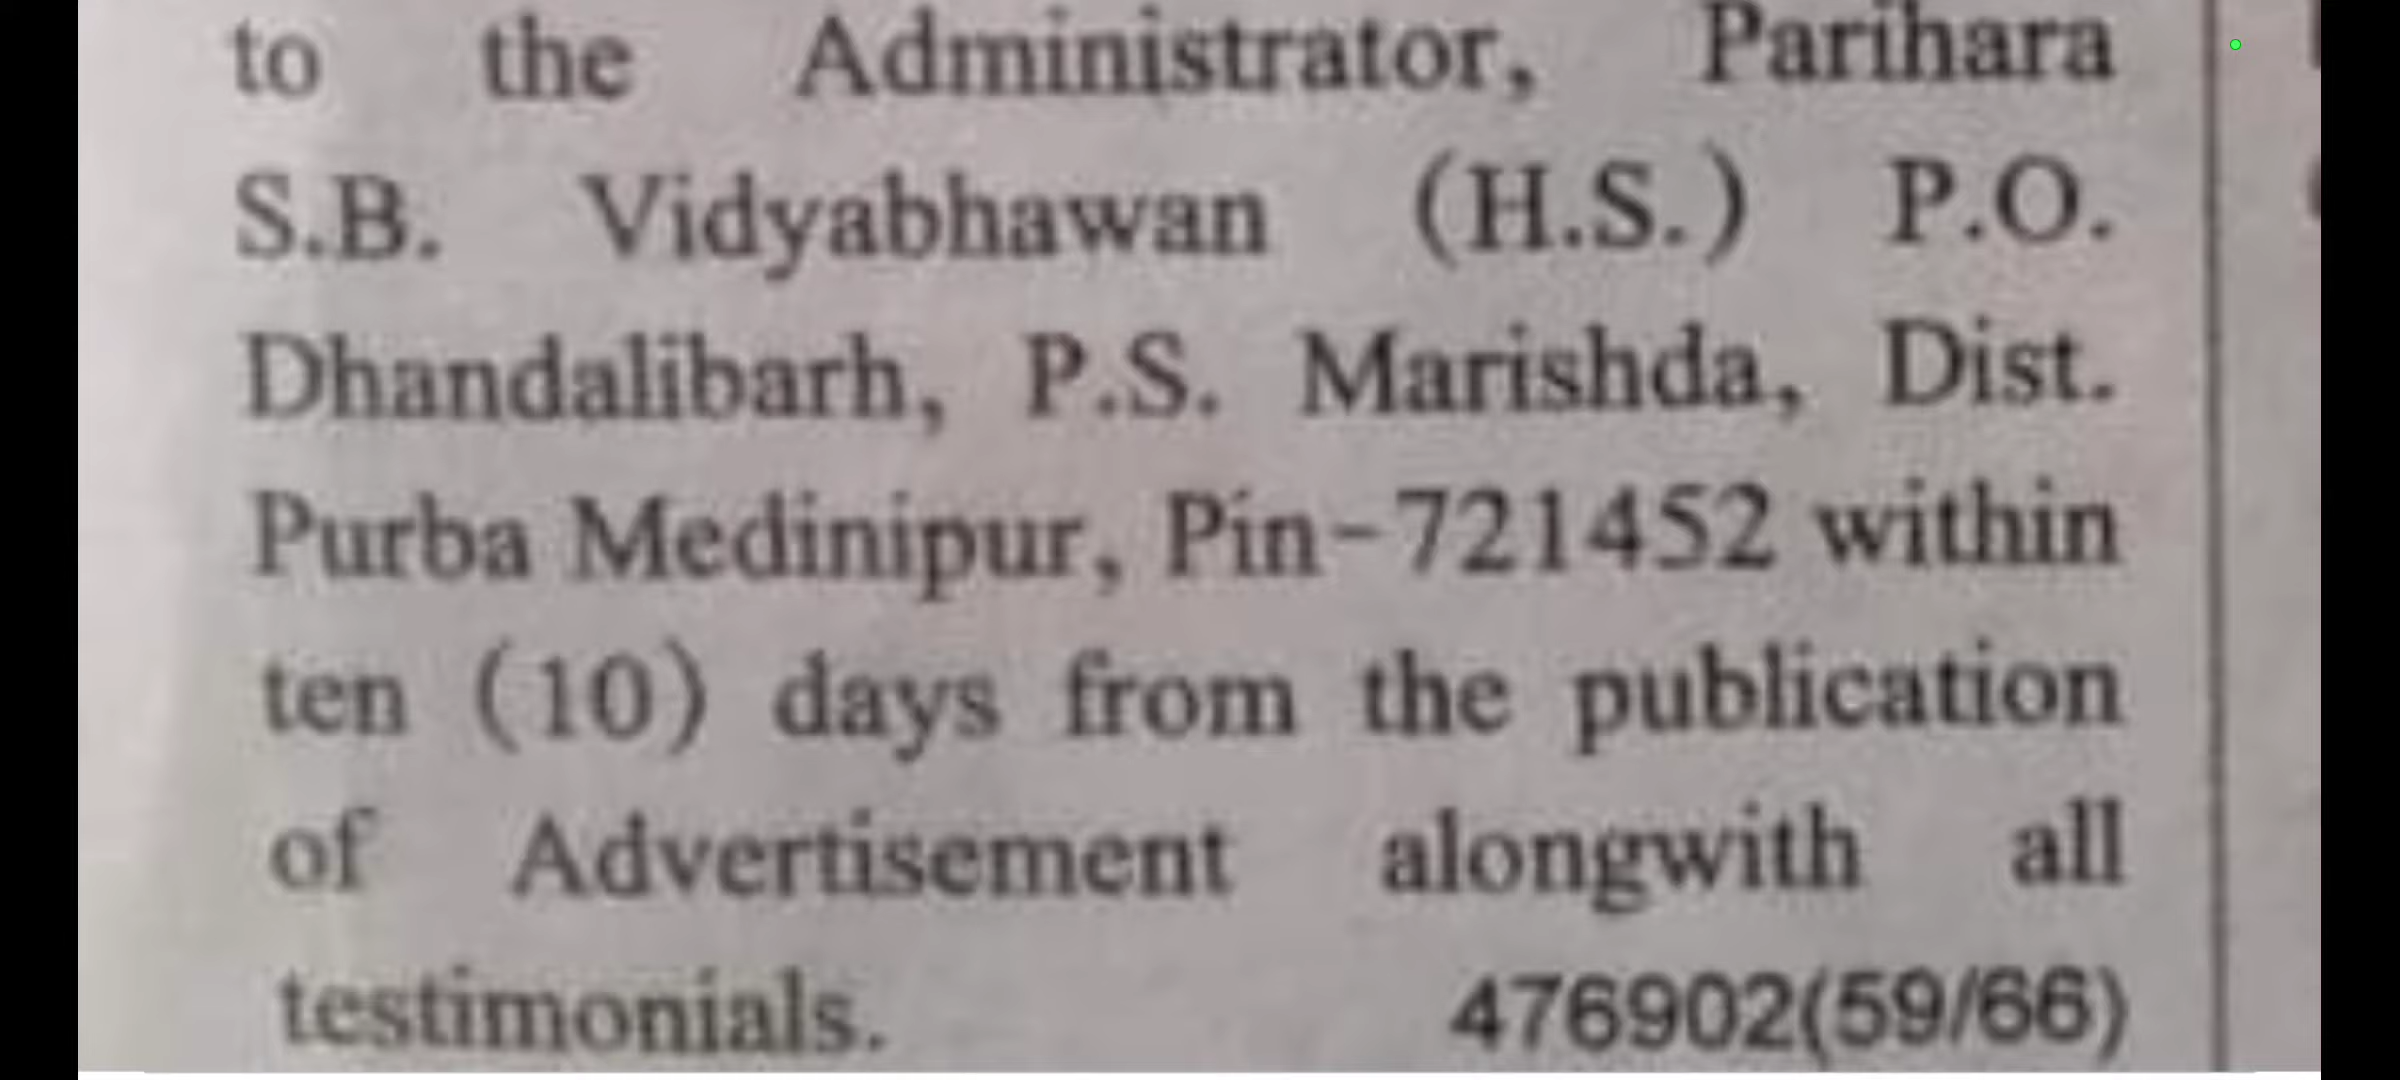 to the Administrator, Parihara
S.B. Vidyabhawan (H.S.) P.O.
Dhandalibarh, P.S. Marishda, Dist.
Purba Medinipur, Pin-721452 within
ten (10) days from the publication
of Advertisement alongwith all
testimonials. 476902(59/66)